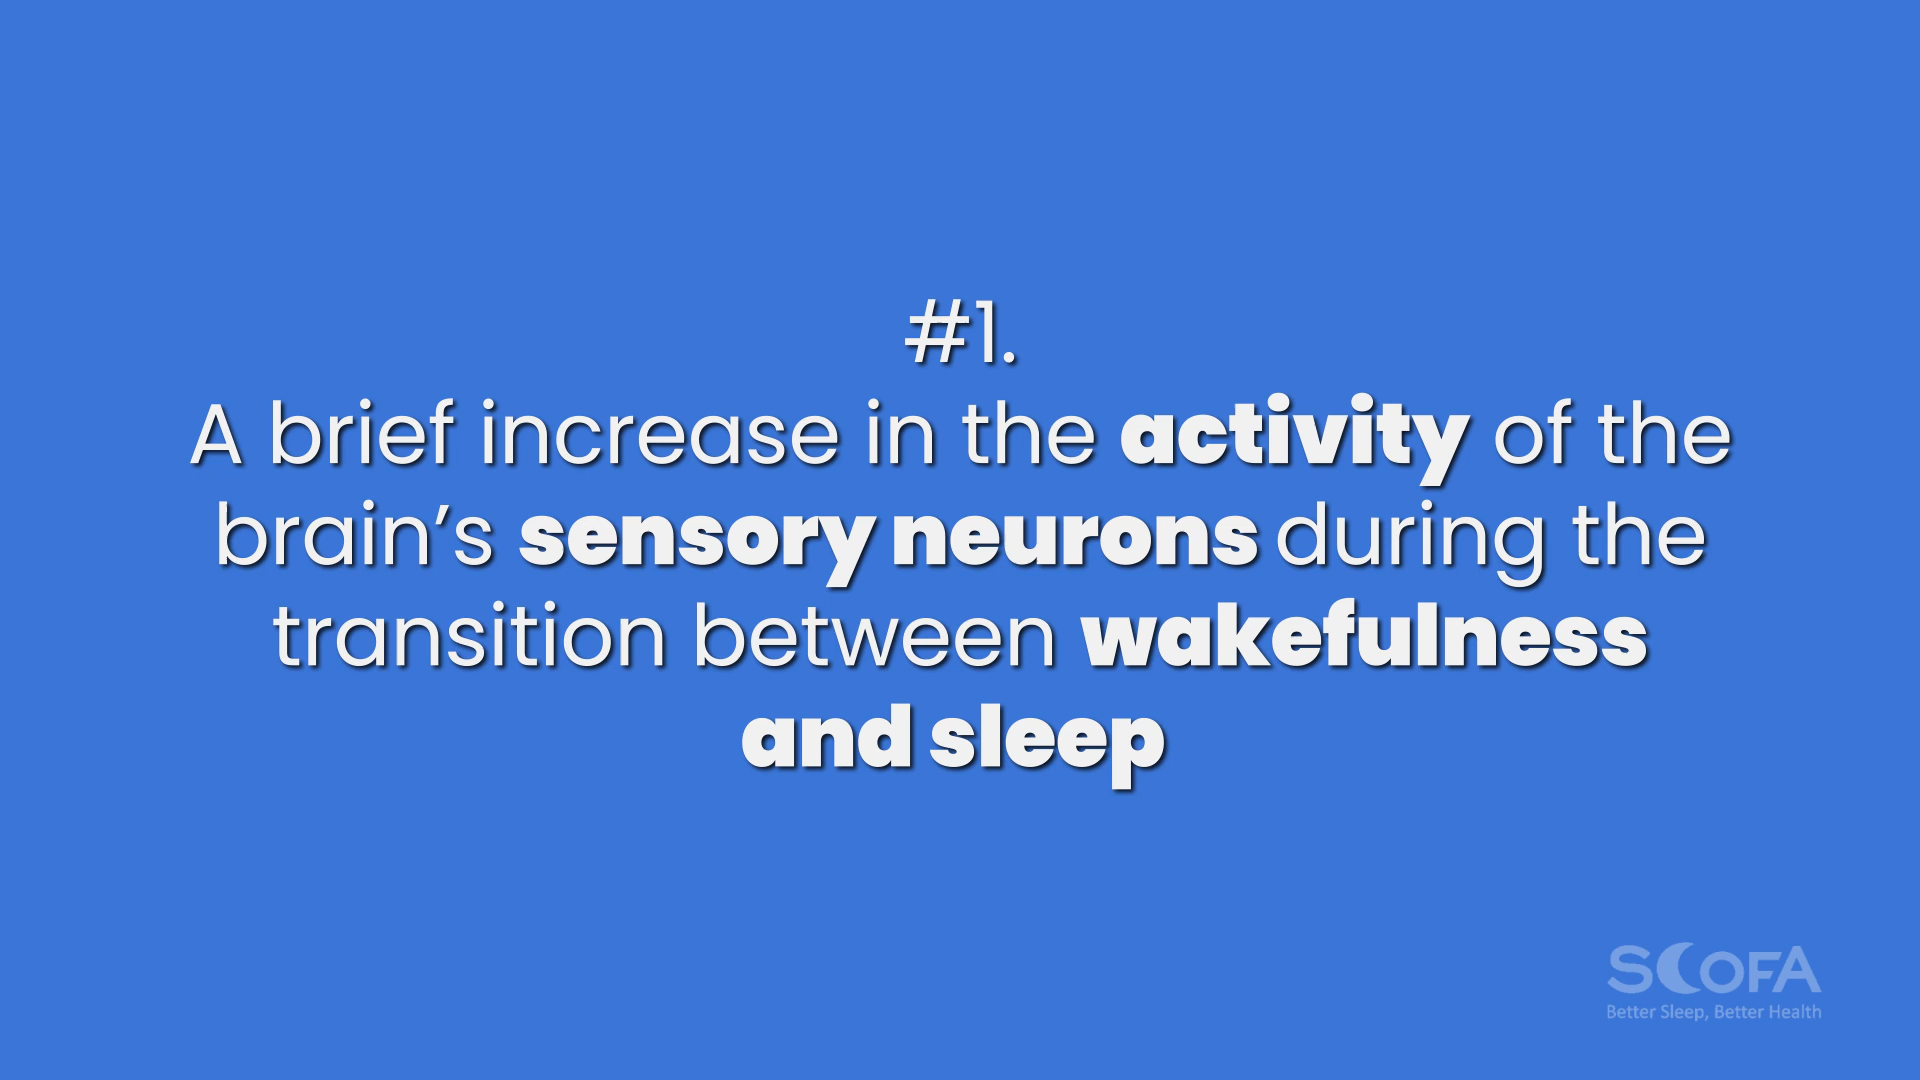 #1.
A brief increase in the activity of the
brain’s sensory neurons during the
transition between wakefulness
and sleep
SCOFA
Better Sleep, Better Health